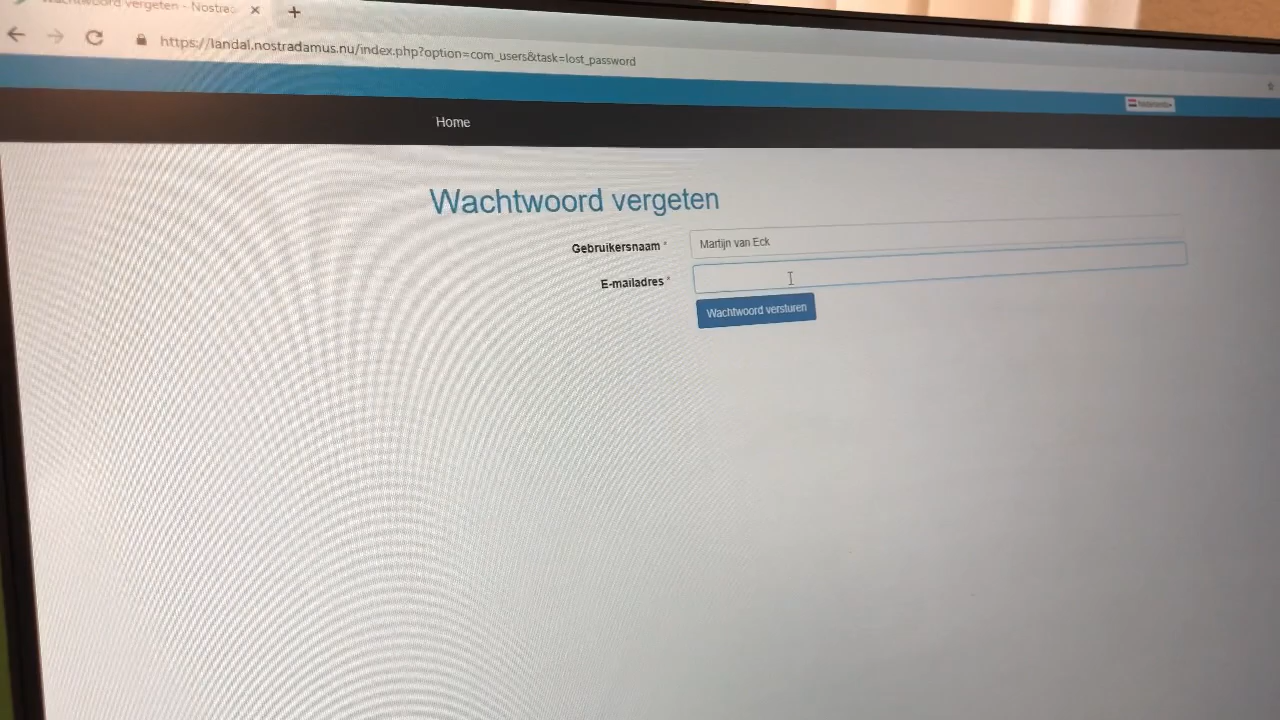 vergeten - Nostrad
https://landal.nostradamus.nu/index.php?option=com_users&task=lost_password
Home
Wachtwoord vergeten
Gebruikersnaam *
Martijn van Eck
E-mailadres *
Wachtwoord versturen